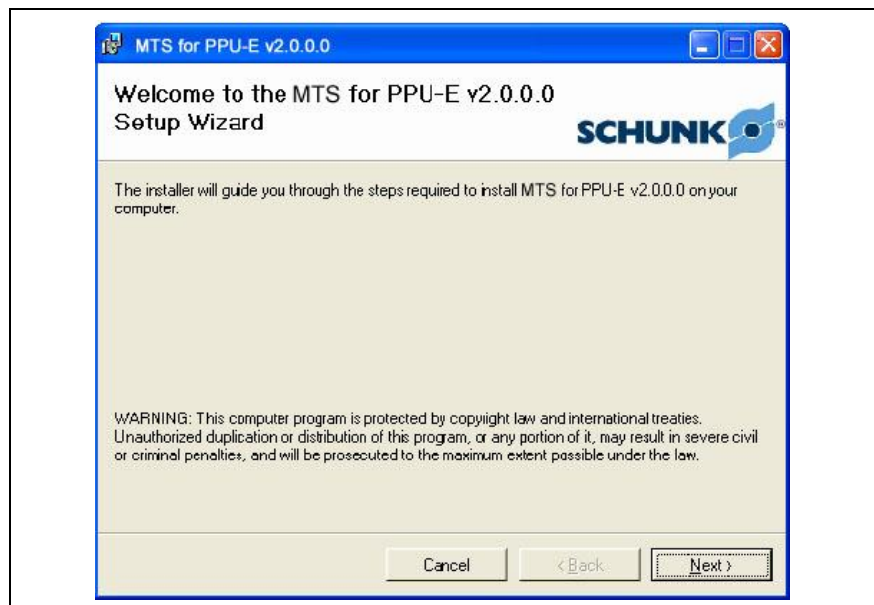 MTS for PPU-E v2.0.0.0
Welcome to the MTS for PPU-E v2.0.0.0
Setup Wizard
SCHUNK®
The installer will guide you through the steps required to install MTS for PPU-E v2.0.0.0 on your
computer.
WARNING: This computer program is protected by copyright law and international treaties.
Unauthorized duplication or distribution of this program, or any portion of it, may result in severe civil
or criminal penalties, and will be prosecuted to the maximum extent possible under the law.
Cancel
< Back
Next >